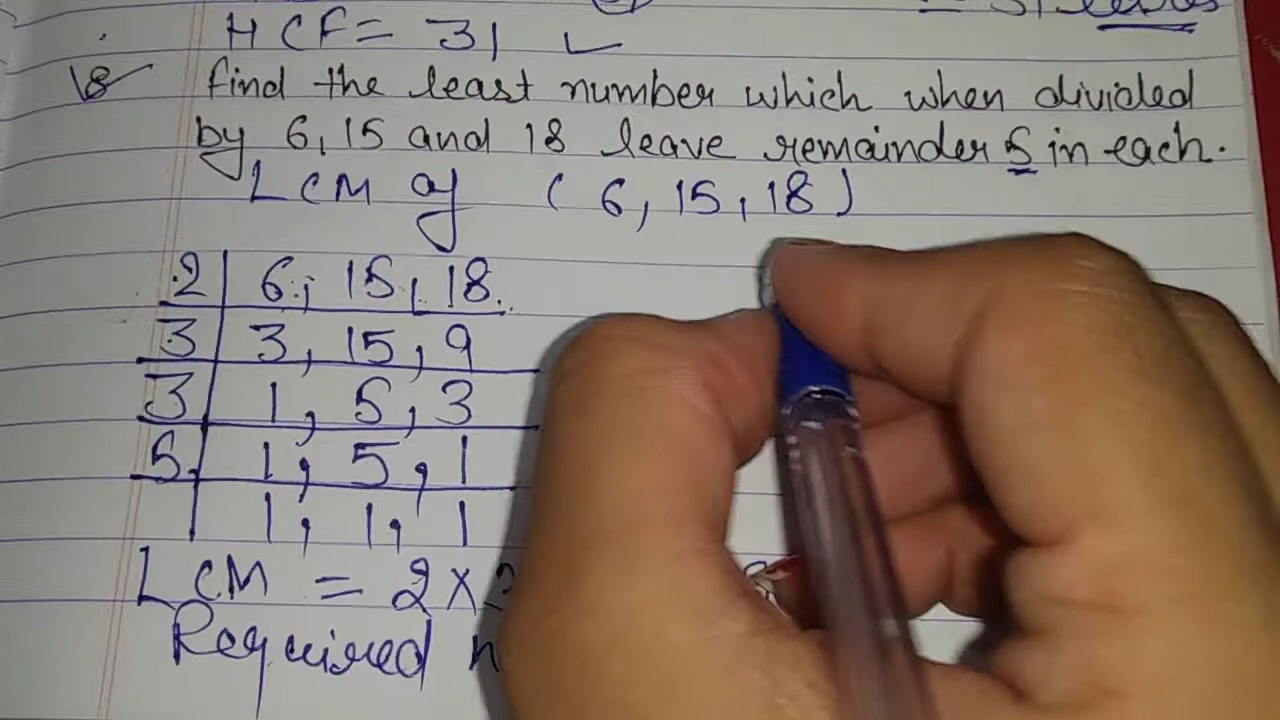 HCF = 31 ✓
18 find the least number which when divided
by 6, 15 and 18 leave remainder 5 in each.
LCM of (6, 15, 18)
2 | 6, 15, 18
3 | 3, 15, 9
3 | 1, 5, 3
5 | 1, 5, 1
1, 1, 1
LCM = 2 ×
Required